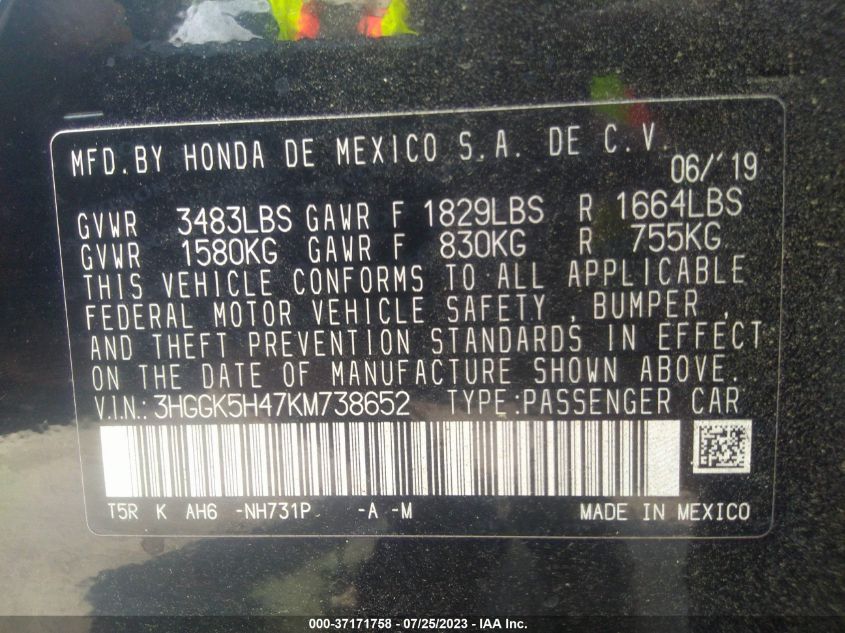 MFD.BY HONDA DE MEXICO S.A. DE C.V.
06/'19
GVWR 3483LBS GAWR F 1829LBS R 1664LBS
GVWR 1580KG GAWR F 830KG R 755KG
THIS VEHICLE CONFORMS TO ALL APPLICABLE
FEDERAL MOTOR VEHICLE SAFETY , BUMPER ,
AND THEFT PREVENTION STANDARDS IN EFFECT
ON THE DATE OF MANUFACTURE SHOWN ABOVE.
V.I.N.: 3HGGK5H47KM738652 TYPE:PASSENGER CAR
T5R K AH6 -NH731P -A -M MADE IN MEXICO
000-37171758 - 07/25/2023 - IAA Inc.